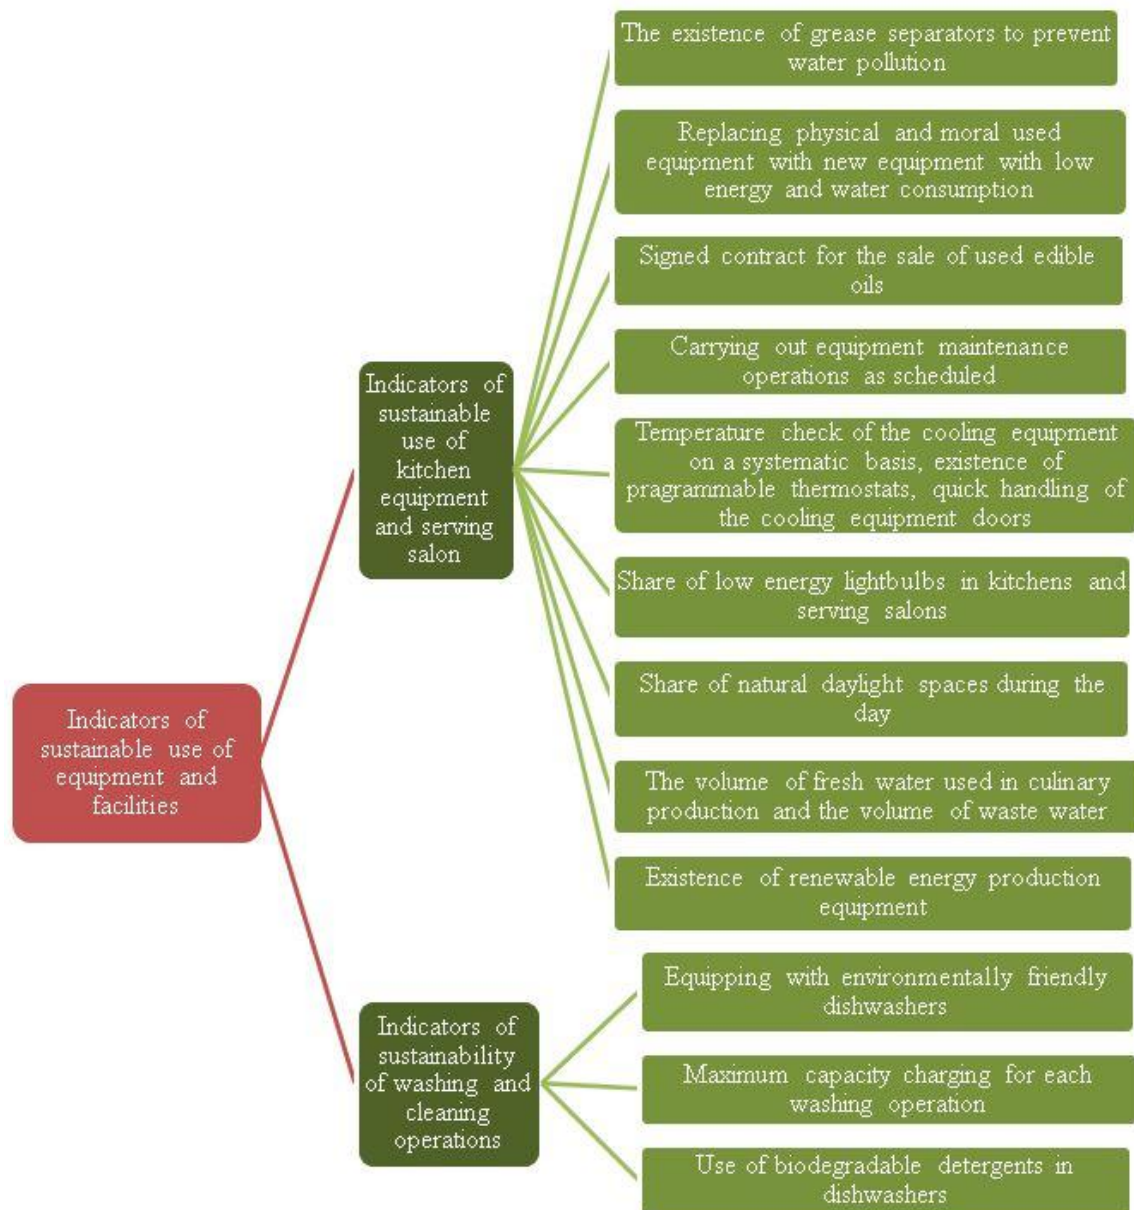 The existence of grease separators to prevent
water pollution
Replacing physical and moral used
equipment with new equipment with low
energy and water consumption
Signed contract for the sale of used edible
oils
Carrying out equipment maintenance
operations as scheduled
Indicators of
sustainable
use of
kitchen
equipment
and serving
salon
Temperature check of the cooling equipment
on a systematic basis, existence of
pragrammable thermostats, quick handling of
the cooling equipment doors
Share of low energy lightbulbs in kitchens and
serving salons
Share of natural daylight spaces during the
day
Indicators of
sustainable use of
equipment and
facilities
The volume of fresh water used in culinary
production and the volume of waste water
Existence of renewable energy production
equipment
Equipping with environmentally friendly
dishwashers
Indicators of
sustainability
of washing and
cleaning
operations
Maximum capacity charging for each
washing operation
Use of biodegradable detergents in
dishwashers